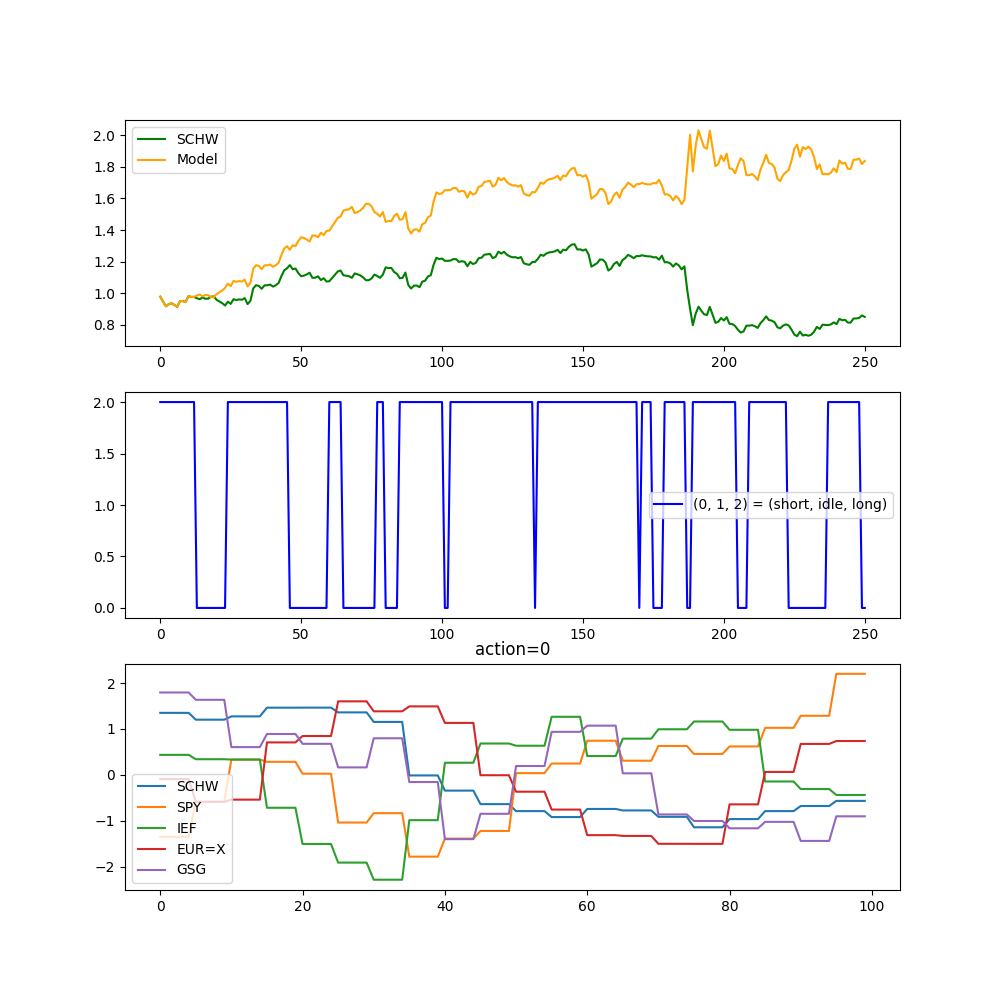 2.0
1.8
1.6
1.4
1.2
1.0
0.8
SCHW
Model
0 50 100 150 200 250
2.0
1.5
1.0
0.5
0.0
(0, 1, 2) = (short, idle, long)
0 50 100 150 200 250
action=0
2
1
0
−1
−2
SCHW
SPY
IEF
EUR=X
GSG
0 20 40 60 80 100